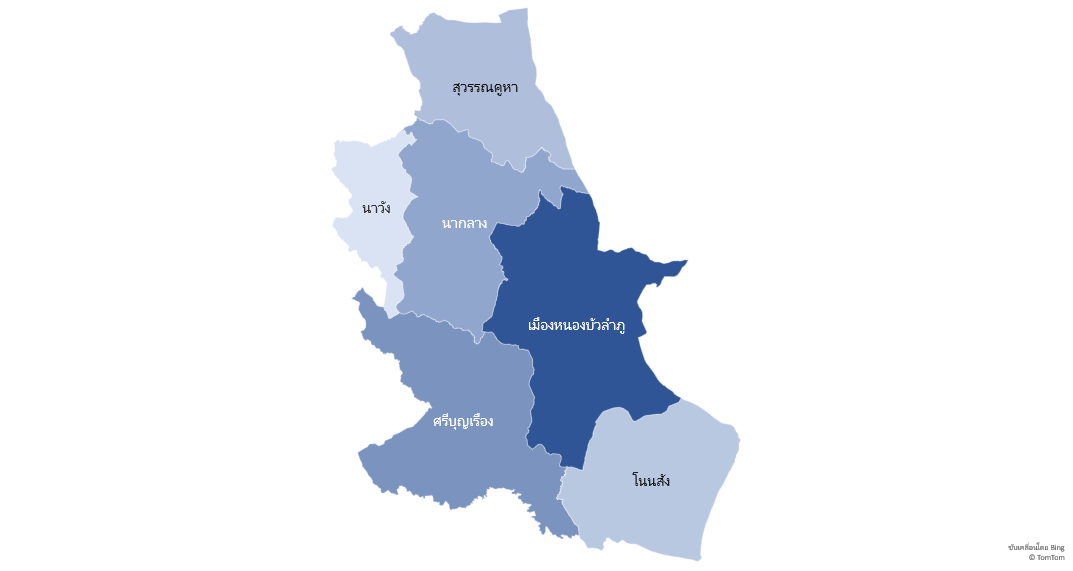 สุวรรณคูหา
นาวัง
นากลาง
เมืองหนองบัวลำภู
ศรีบุญเรือง
โนนสัง
ขับเคลื่อนโดย Bing
© TomTom